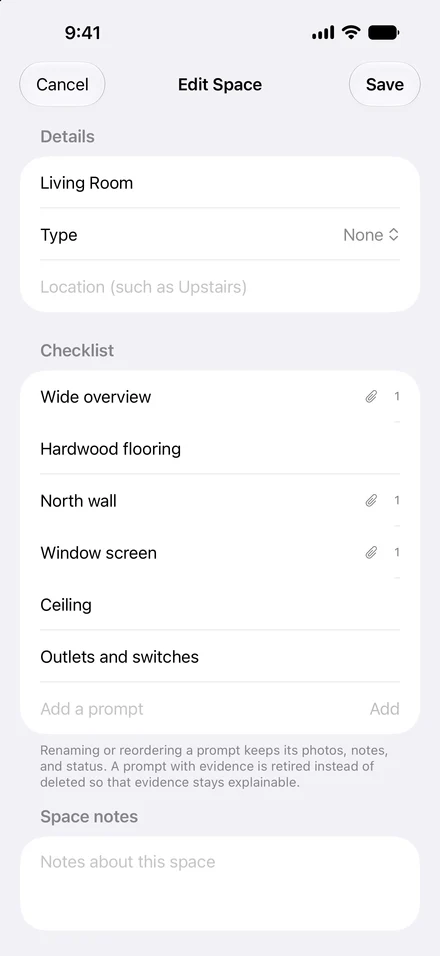 9:41
Cancel
Edit Space
Save
Details
Living Room
Type
None
Location (such as Upstairs)
Checklist
Wide overview 1
Hardwood flooring
North wall 1
Window screen 1
Ceiling
Outlets and switches
Add a prompt
Add
Renaming or reordering a prompt keeps its photos, notes,
and status. A prompt with evidence is retired instead of
deleted so that evidence stays explainable.
Space notes
Notes about this space